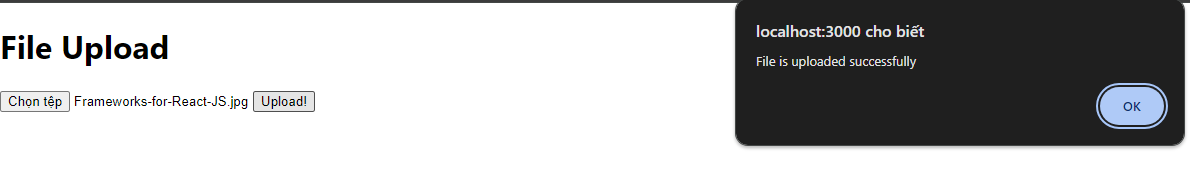 File Upload
Chọn tệp Frameworks-for-React-JS.jpg Upload!
localhost:3000 cho biết
File is uploaded successfully
OK